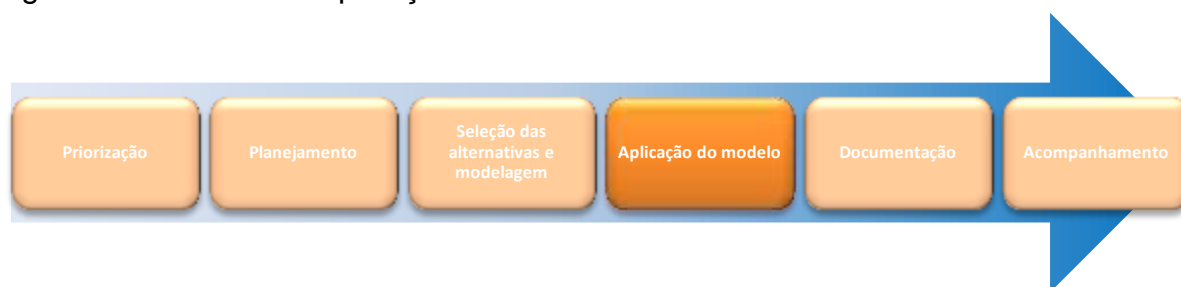 Priorização
Planejamento
Seleção das
alternativas e
modelagem
Aplicação do modelo
Documentação
Acompanhamento